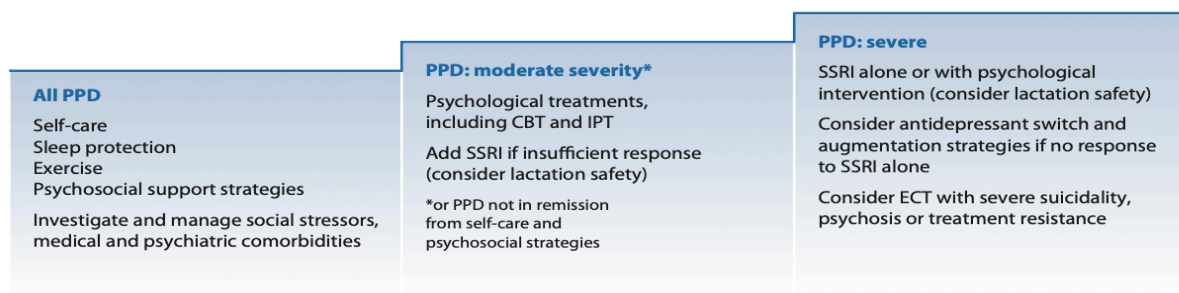 All PPD
Self-care
Sleep protection
Exercise
Psychosocial support strategies
Investigate and manage social stressors,
medical and psychiatric comorbidities
PPD: moderate severity*
Psychological treatments,
including CBT and IPT
Add SSRI if insufficient response
(consider lactation safety)
*or PPD not in remission
from self-care and
psychosocial strategies
PPD: severe
SSRI alone or with psychological
intervention (consider lactation safety)
Consider antidepressant switch and
augmentation strategies if no response
to SSRI alone
Consider ECT with severe suicidality,
psychosis or treatment resistance